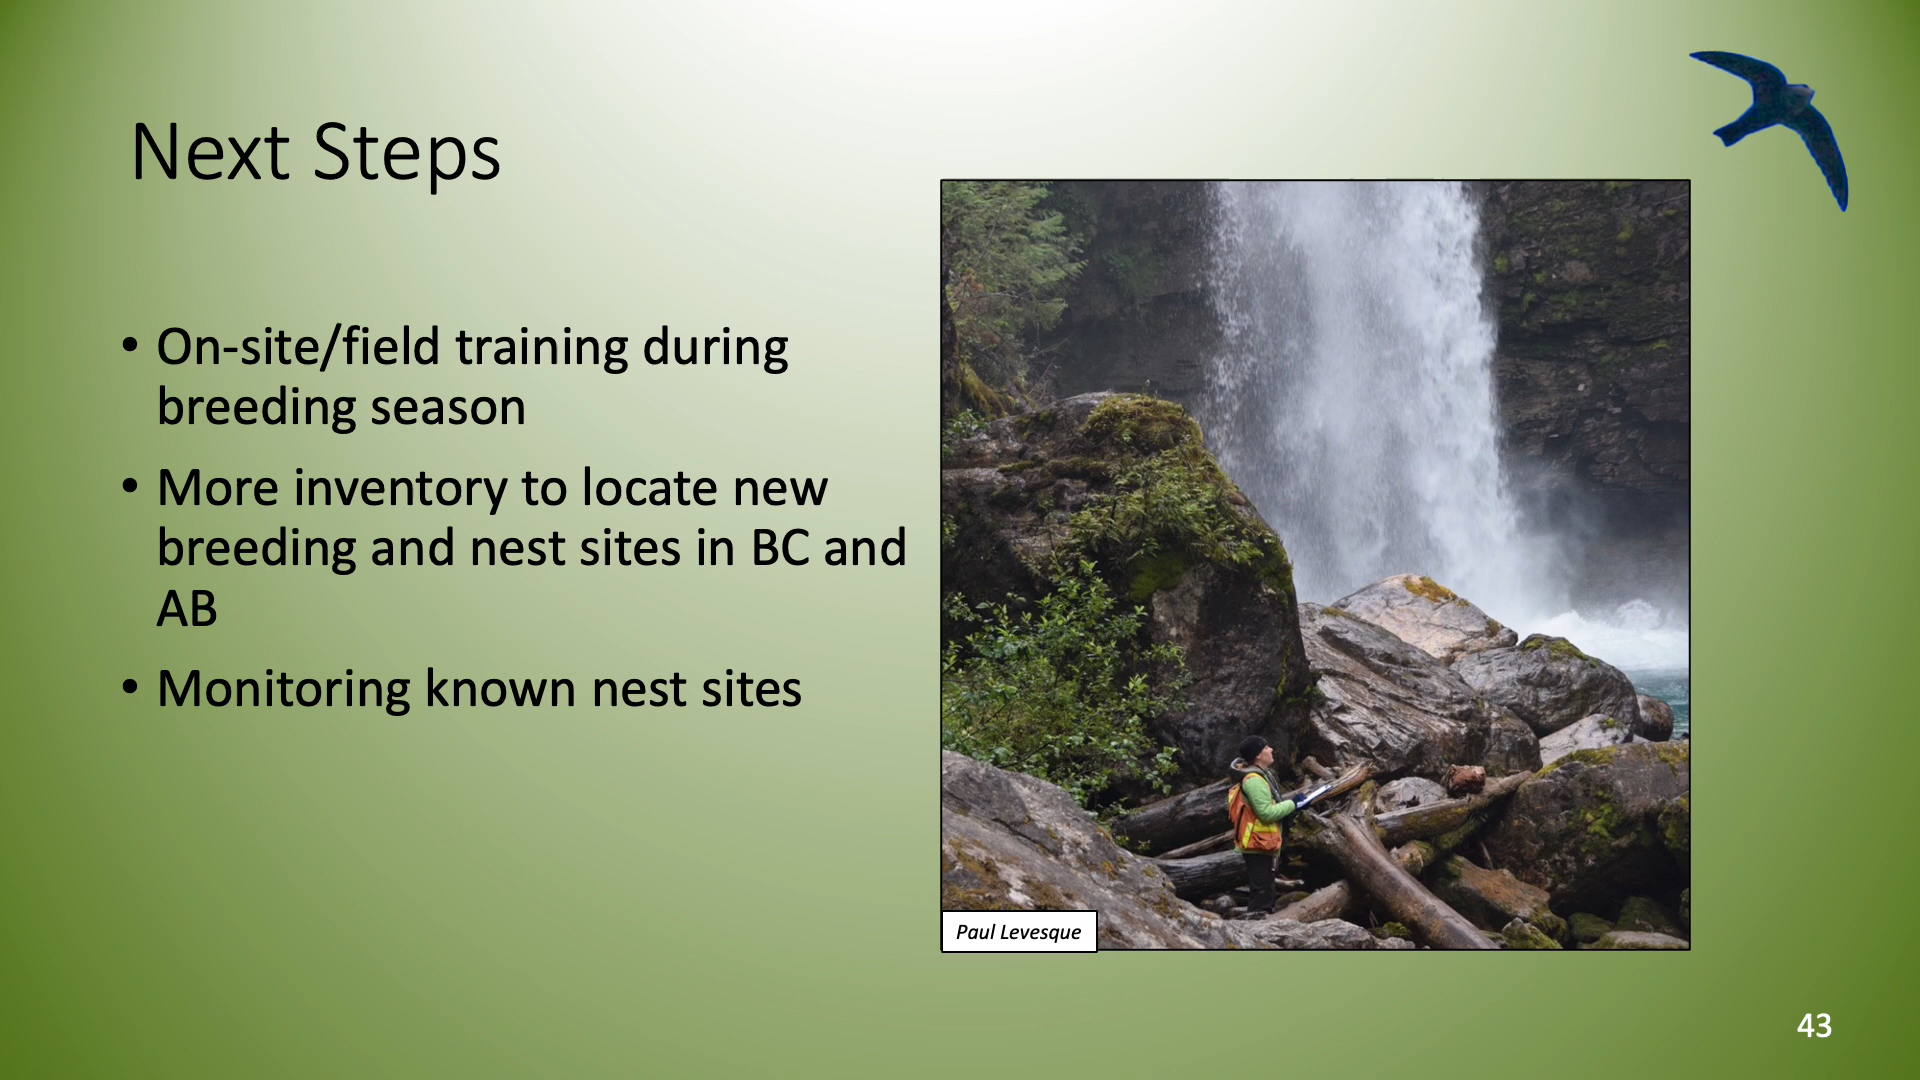 Next Steps
• On-site/field training during
breeding season
• More inventory to locate new
breeding and nest sites in BC and
AB
• Monitoring known nest sites
Paul Levesque
43